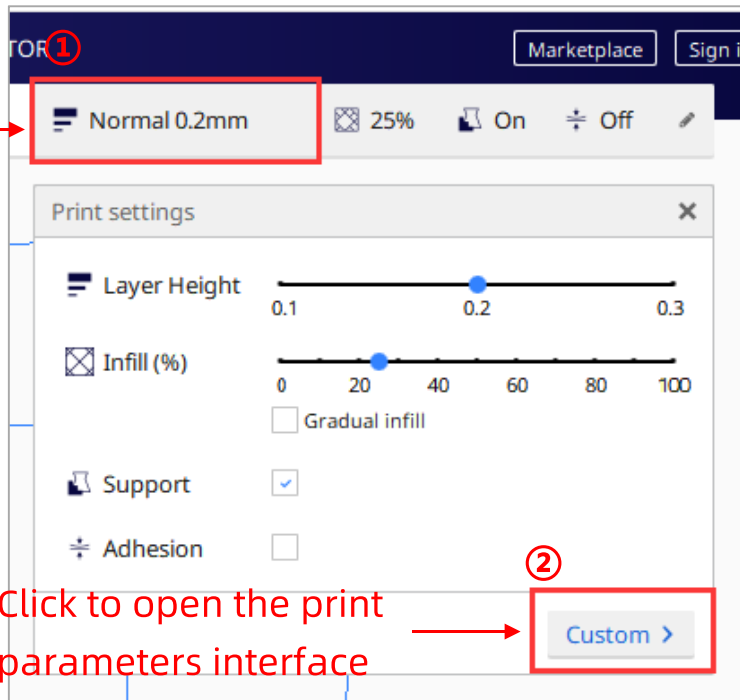 TOR ①
Marketplace
Sign i
Normal 0.2mm
25%
On
Off
Print settings
Layer Height
0.1 0.2 0.3
Infill (%)
0 20 40 60 80 100
Gradual infill
Support
Adhesion
②
Click to open the print
parameters interface
Custom